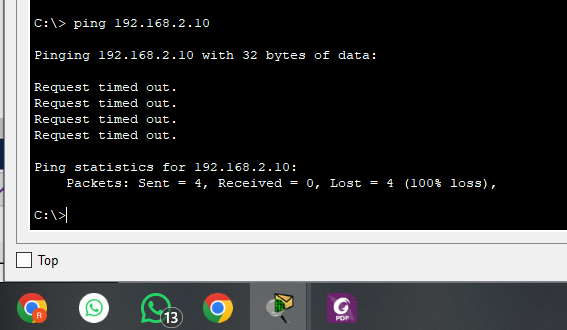 C:\> ping 192.168.2.10
Pinging 192.168.2.10 with 32 bytes of data:
Request timed out.
Request timed out.
Request timed out.
Request timed out.
Ping statistics for 192.168.2.10:
Packets: Sent = 4, Received = 0, Lost = 4 (100% loss),
C:\>
Top
R
13
PDF